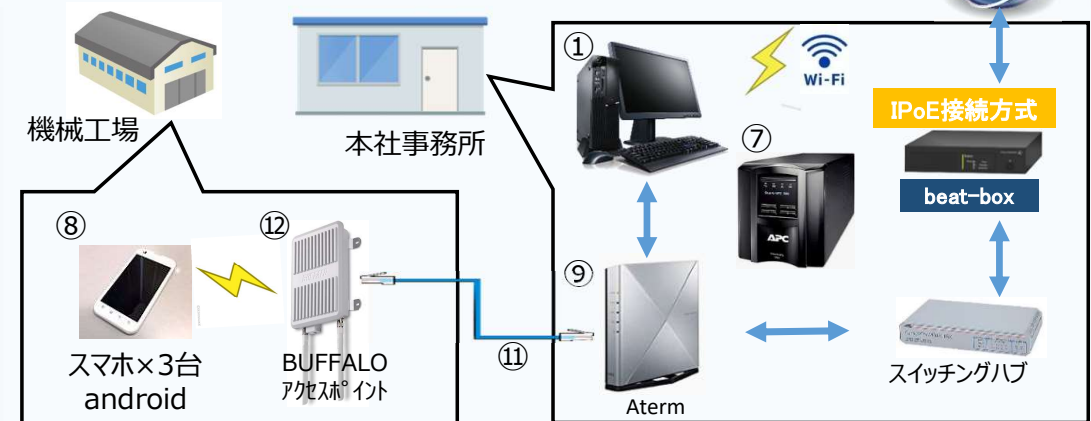 機械工場
本社事務所
①
Wi-Fi
IPoE接続方式
beat-box
⑦
APC
⑧
スマホ×3台
android
⑫
BUFFALO
アクセスポイント
⑪
⑨
Aterm
スイッチングハブ